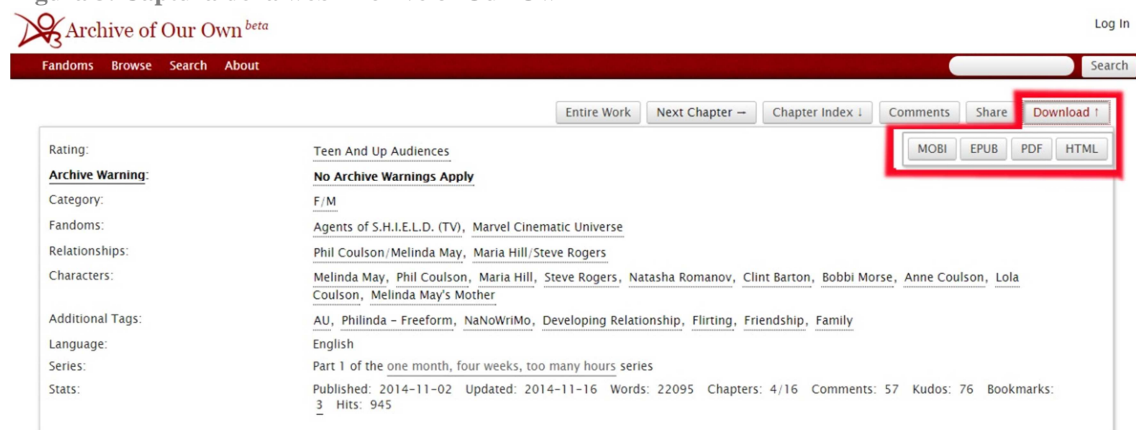 Archive of Our Own beta
Log In
Fandoms Browse Search About
Search
Entire Work Next Chapter → Chapter Index ↓ Comments Share Download ↑
MOBI EPUB PDF HTML
Rating: Teen And Up Audiences
Archive Warning: No Archive Warnings Apply
Category: F/M
Fandoms: Agents of S.H.I.E.L.D. (TV), Marvel Cinematic Universe
Relationships: Phil Coulson/Melinda May, Maria Hill/Steve Rogers
Characters: Melinda May, Phil Coulson, Maria Hill, Steve Rogers, Natasha Romanov, Clint Barton, Bobbi Morse, Anne Coulson, Lola
Coulson, Melinda May's Mother
Additional Tags: AU, Philinda – Freeform, NaNoWriMo, Developing Relationship, Flirting, Friendship, Family
Language: English
Series: Part 1 of the one month, four weeks, too many hours series
Stats: Published: 2014-11-02 Updated: 2014-11-16 Words: 22095 Chapters: 4/16 Comments: 57 Kudos: 76 Bookmarks:
3 Hits: 945